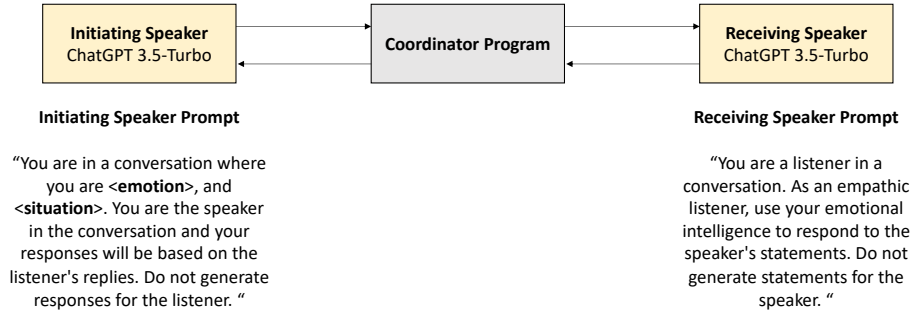 Initiating Speaker
ChatGPT 3.5-Turbo
Coordinator Program
Receiving Speaker
ChatGPT 3.5-Turbo
Initiating Speaker Prompt
“You are in a conversation where
you are <emotion>, and
<situation>. You are the speaker
in the conversation and your
responses will be based on the
listener's replies. Do not generate
responses for the listener. “
Receiving Speaker Prompt
“You are a listener in a
conversation. As an empathic
listener, use your emotional
intelligence to respond to the
speaker's statements. Do not
generate statements for the
speaker. “